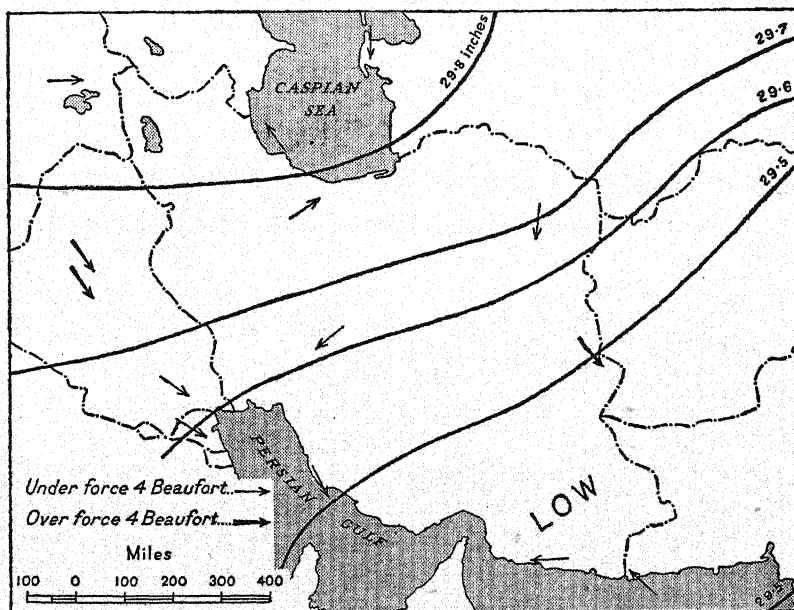 29·7
29·8 inches
CASPIAN
SEA
29·6
29·5
PERSIAN
GULF
LOW
Under force 4 Beaufort
Over force 4 Beaufort
Miles
100 0 100 200 300 400